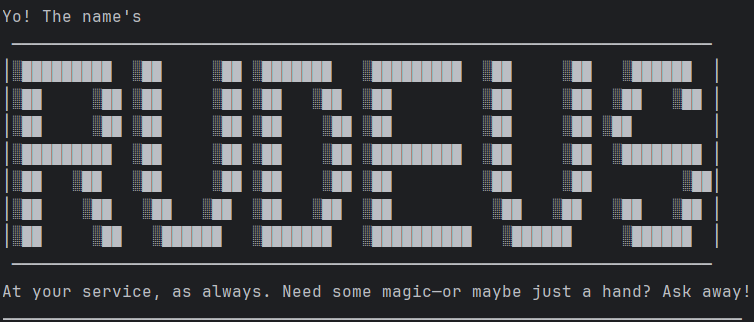 Yo! The name's
RUDEUS
At your service, as always. Need some magic—or maybe just a hand? Ask away!